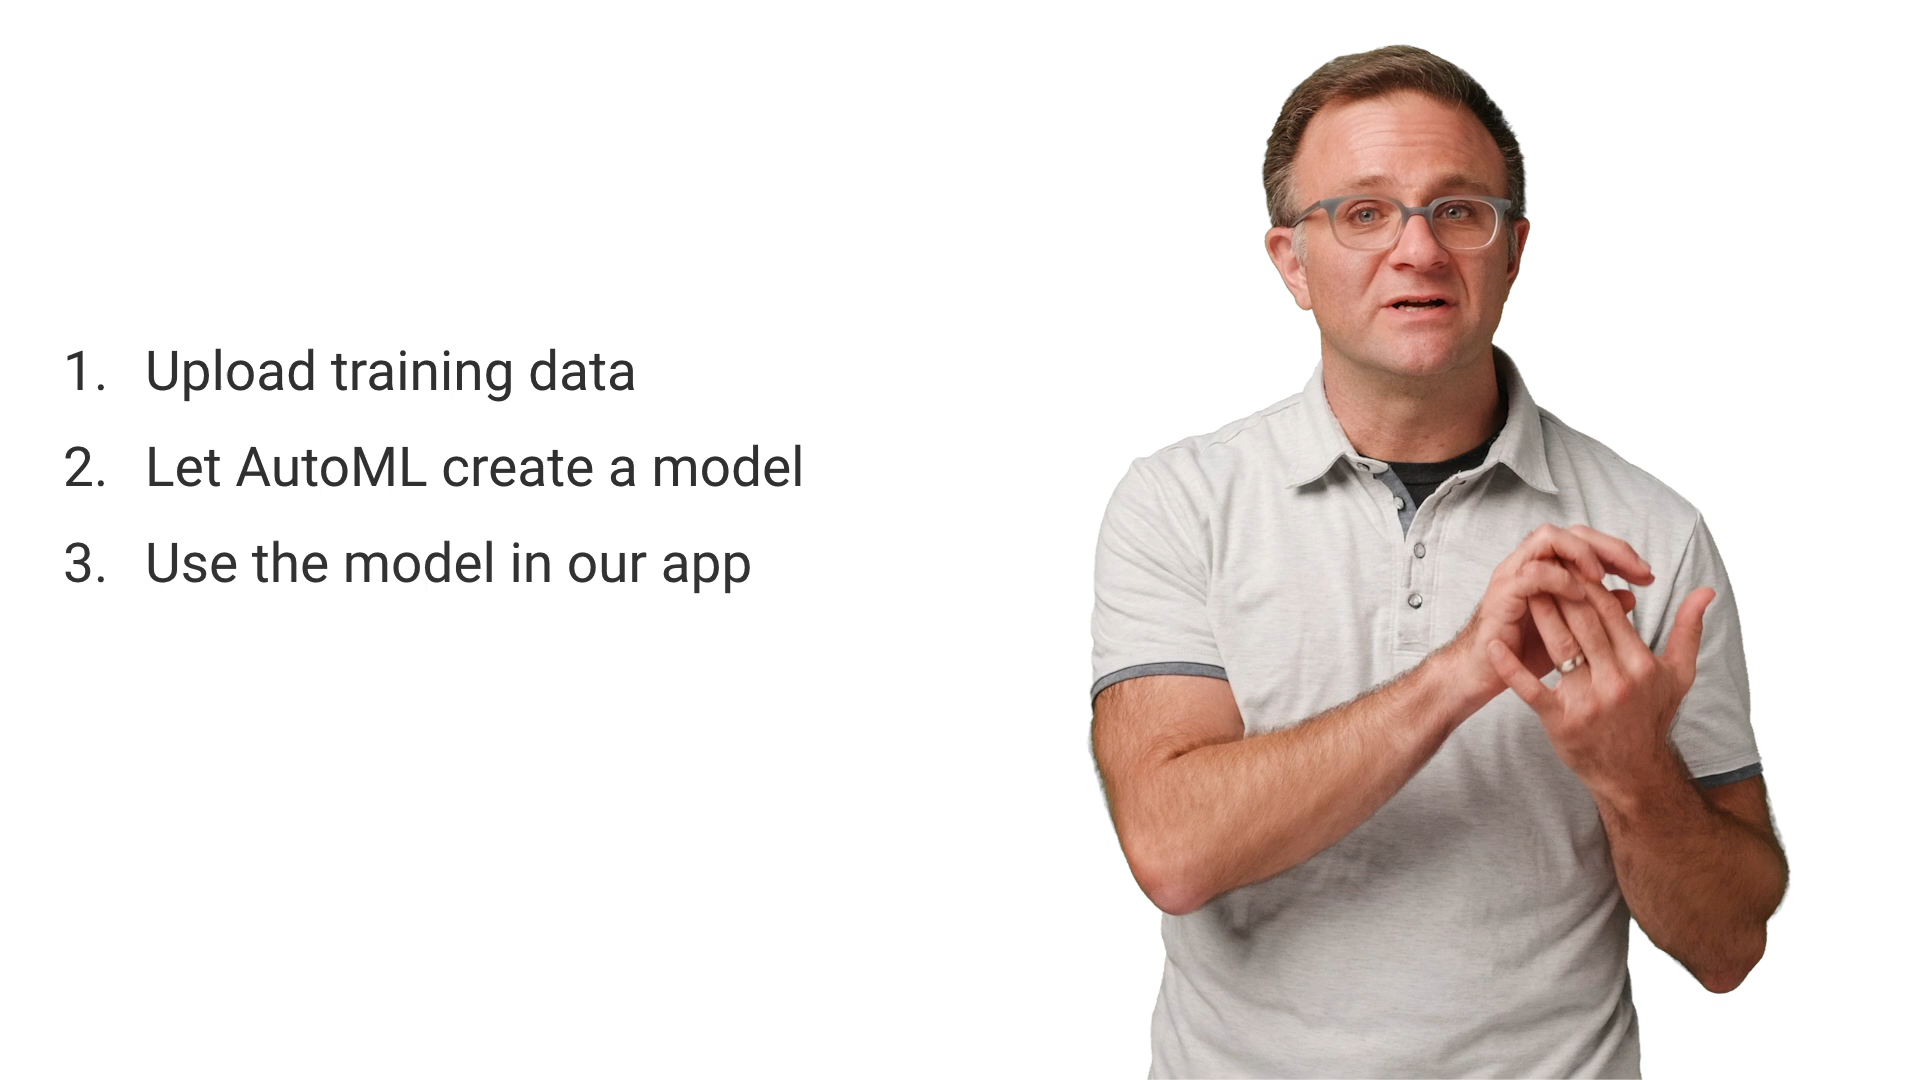 1. Upload training data
2. Let AutoML create a model
3. Use the model in our app